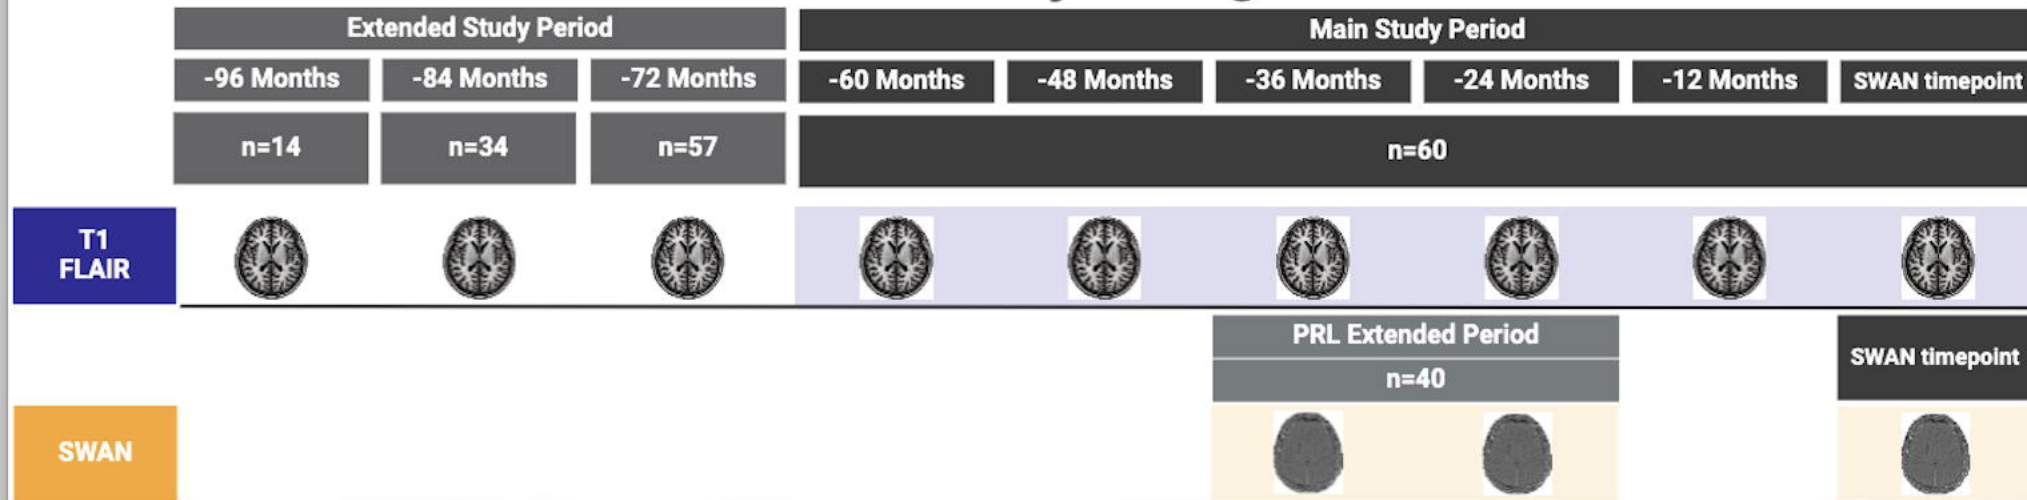 Extended Study Period
Main Study Period
-96 Months
-84 Months
-72 Months
-60 Months
-48 Months
-36 Months
-24 Months
-12 Months
SWAN timepoint
n=14
n=34
n=57
n=60
T1
FLAIR
PRL Extended Period
n=40
SWAN timepoint
SWAN